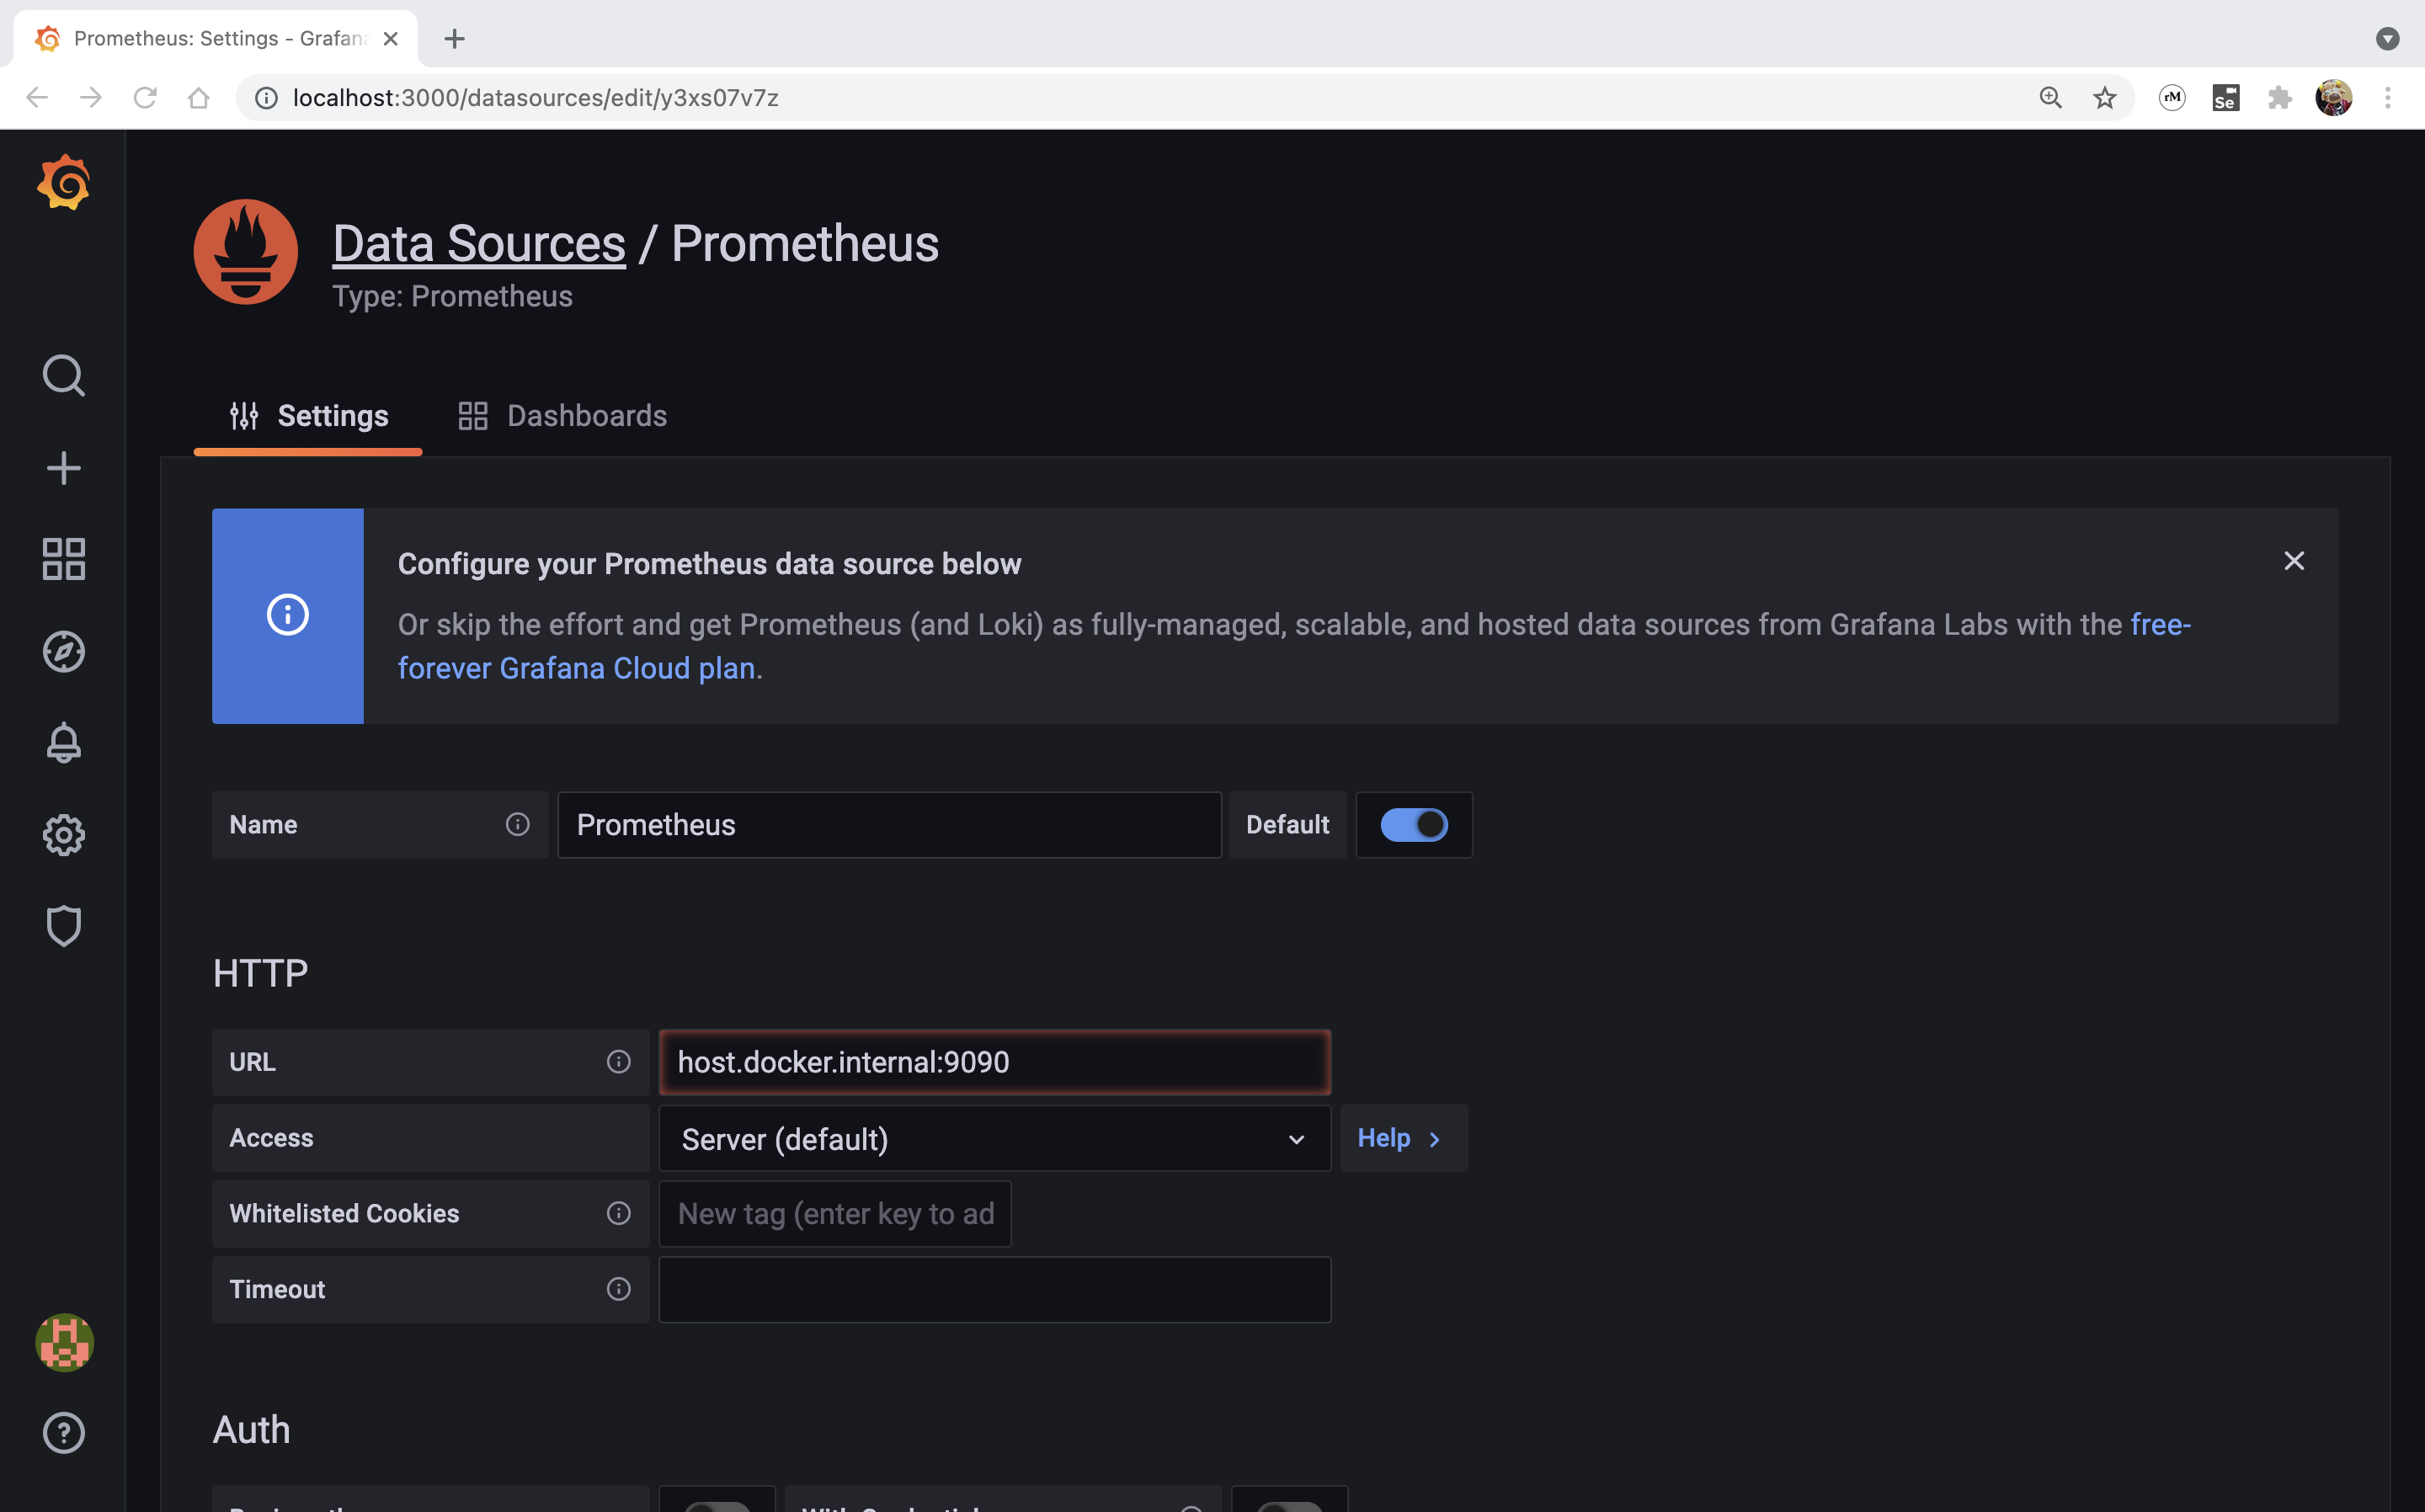 Prometheus: Settings - Grafana
localhost:3000/datasources/edit/y3xs07v7z
rM
Se
Data Sources / Prometheus
Type: Prometheus
Settings
Dashboards
Configure your Prometheus data source below
Or skip the effort and get Prometheus (and Loki) as fully-managed, scalable, and hosted data sources from Grafana Labs with the free-
forever Grafana Cloud plan.
Name
Prometheus
Default
HTTP
URL
host.docker.internal:9090
Access
Server (default)
Help
Whitelisted Cookies
New tag (enter key to ad
Timeout
Auth